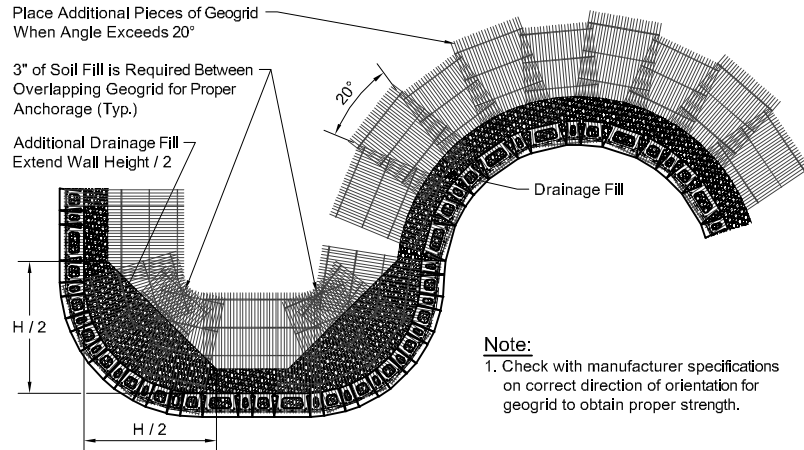 Place Additional Pieces of Geogrid
When Angle Exceeds 20°
3" of Soil Fill is Required Between
Overlapping Geogrid for Proper
Anchorage (Typ.)
20°
Additional Drainage Fill
Extend Wall Height / 2
Drainage Fill
H / 2
H / 2
Note:
1. Check with manufacturer specifications
on correct direction of orientation for
geogrid to obtain proper strength.